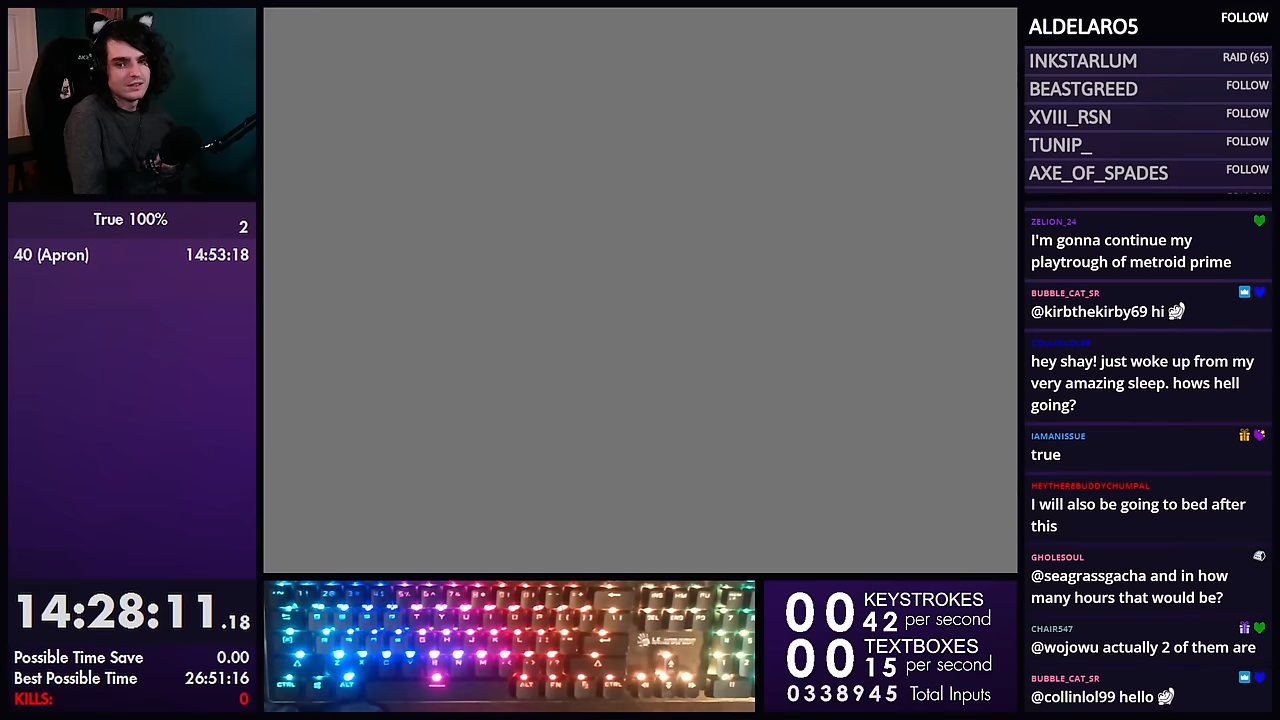 ALDELARO5 FOLLOW
INKSTARLUM RAID (65)
BEASTGREED FOLLOW
XVIII_RSN FOLLOW
TUNIP_ FOLLOW
AXE_OF_SPADES FOLLOW
True 100% 2
40 (Apron) 14:53:18
14:28:11.18
Possible Time Save 0.00
Best Possible Time 26:51:16
KILLS: 0
00.42 KEYSTROKES per second
00.15 TEXTBOXES per second
0338945 Total Inputs
ZELION_24
I'm gonna continue my
playtrough of metroid prime
BUBBLE_CAT_SR
@kirbthekirby69 hi
hey shay! just woke up from my
very amazing sleep. hows hell
going?
IAMANISSUE
true
HEYTHEREBUDDYCHUMPAL
I will also be going to bed after
this
GHOLESOUL
@seagrassgacha and in how
many hours that would be?
CHAIR547
@wojowu actually 2 of them are
BUBBLE_CAT_SR
@collinlol99 hello